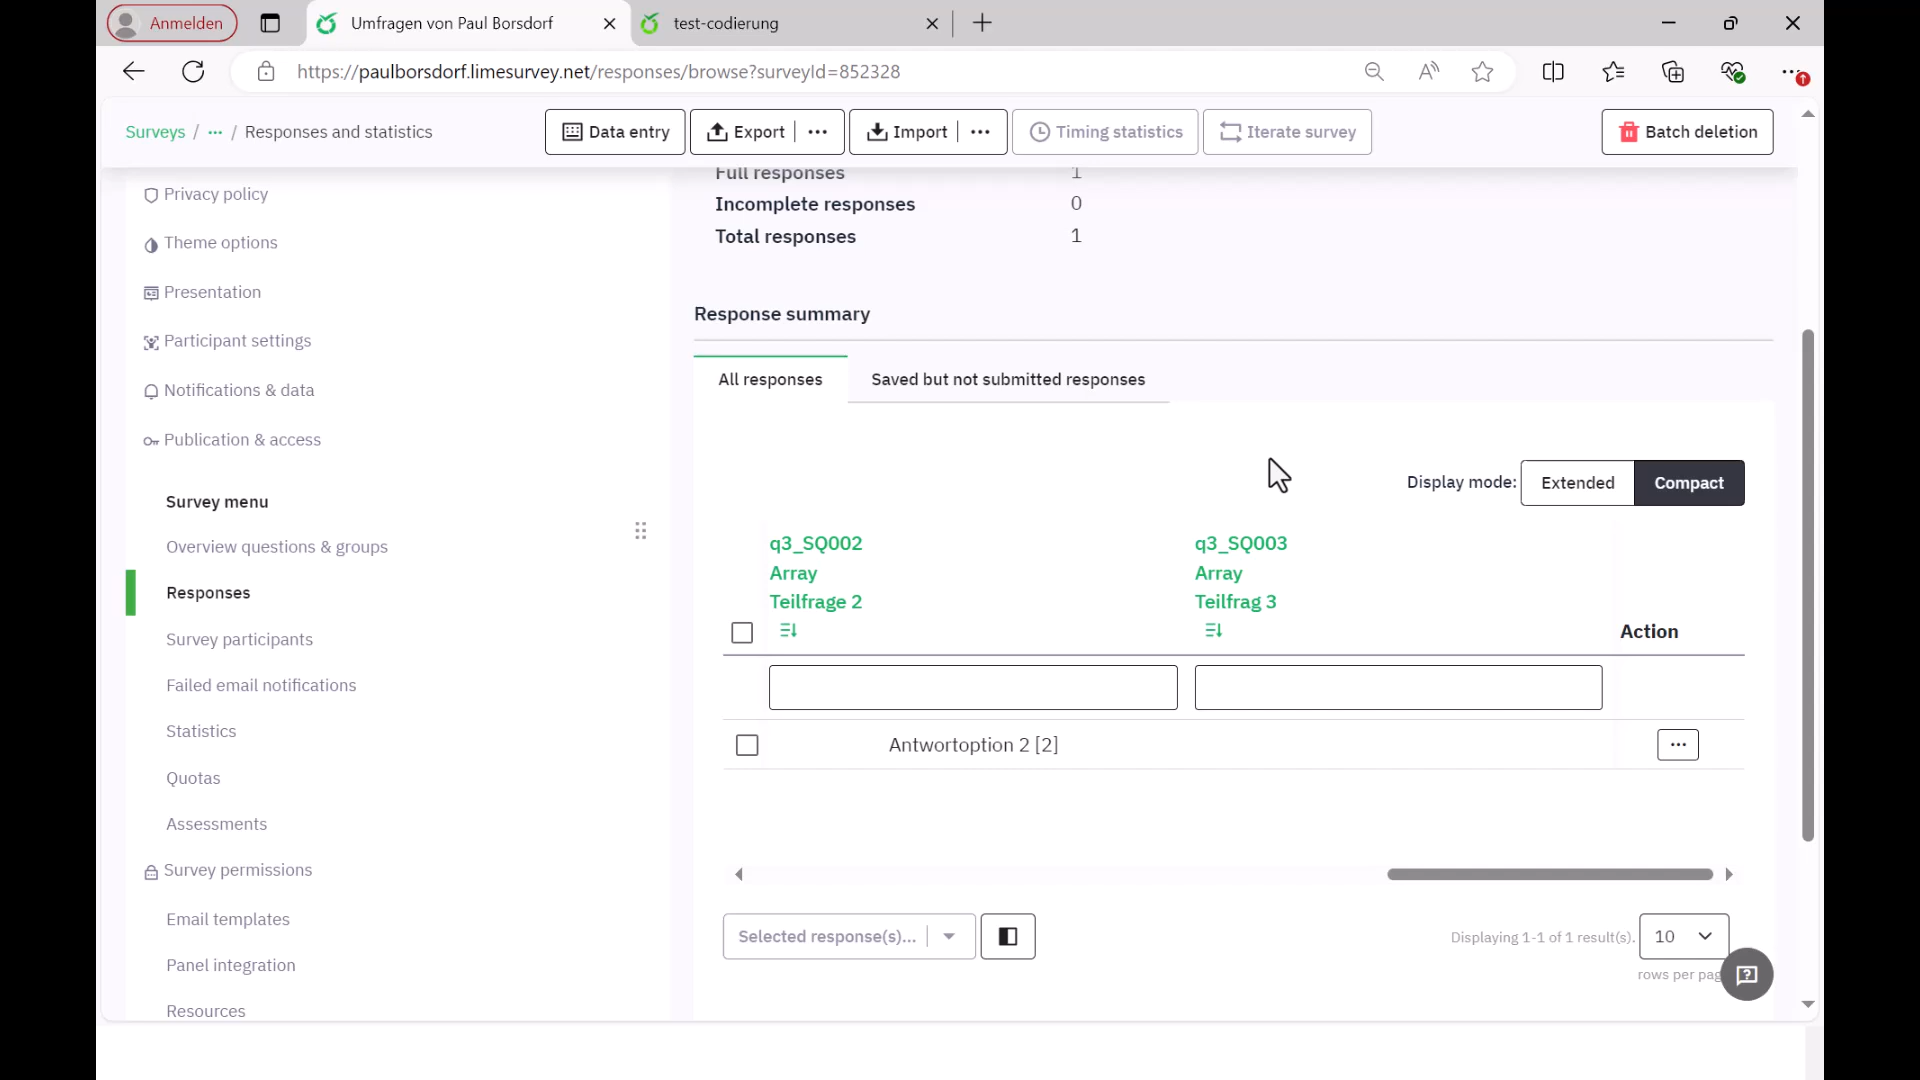 Anmelden
Umfragen von Paul Borsdorf
test-codierung
https://paulborsdorf.limesurvey.net/responses/browse?surveyId=852328
Surveys / ··· / Responses and statistics
Data entry
Export
Import
Timing statistics
Iterate survey
Batch deletion
Privacy policy
Theme options
Presentation
Participant settings
Notifications & data
Publication & access
Survey menu
Overview questions & groups
Responses
Survey participants
Failed email notifications
Statistics
Quotas
Assessments
Survey permissions
Email templates
Panel integration
Resources
Full responses 1
Incomplete responses 0
Total responses 1
Response summary
All responses
Saved but not submitted responses
Display mode: Extended Compact
q3_SQ002
Array
Teilfrage 2
q3_SQ003
Array
Teilfrag 3
Action
Antwortoption 2 [2]
Selected response(s)...
Displaying 1-1 of 1 result(s).
10
rows per pag